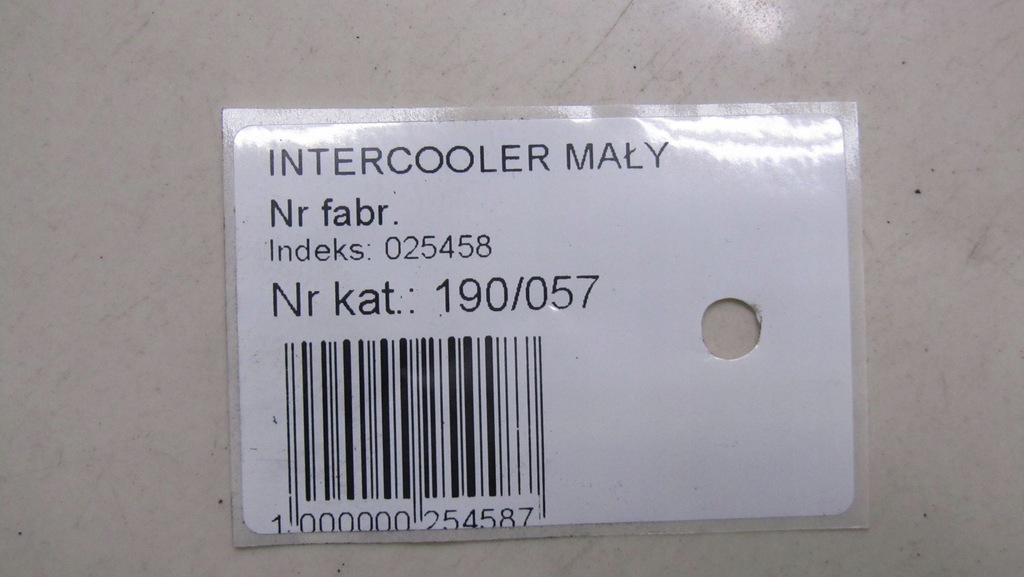 INTERCOOLER MAŁY
Nr fabr.
Indeks: 025458
Nr kat.: 190/057
1 000000 254587